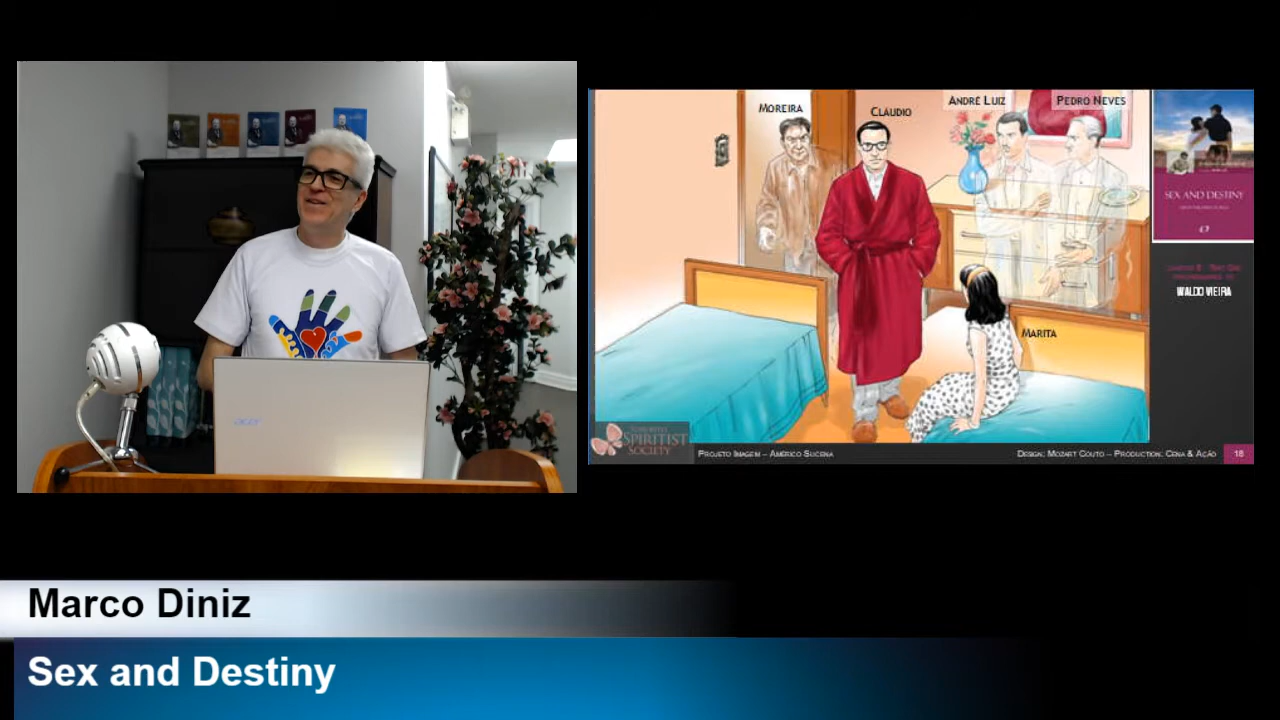 acer
MOREIRA
CLÁUDIO
ANDRÉ LUIZ
PEDRO NEVES
MARITA
SEX AND DESTINY
WALDO VIEIRA
SPIRITIST
SOCIETY
PROJETO IMAGEM – AMÉRICO SUCENA
DESIGN: MOZART COUTO – PRODUCTION: CENA & AÇÃO
18
Marco Diniz
Sex and Destiny